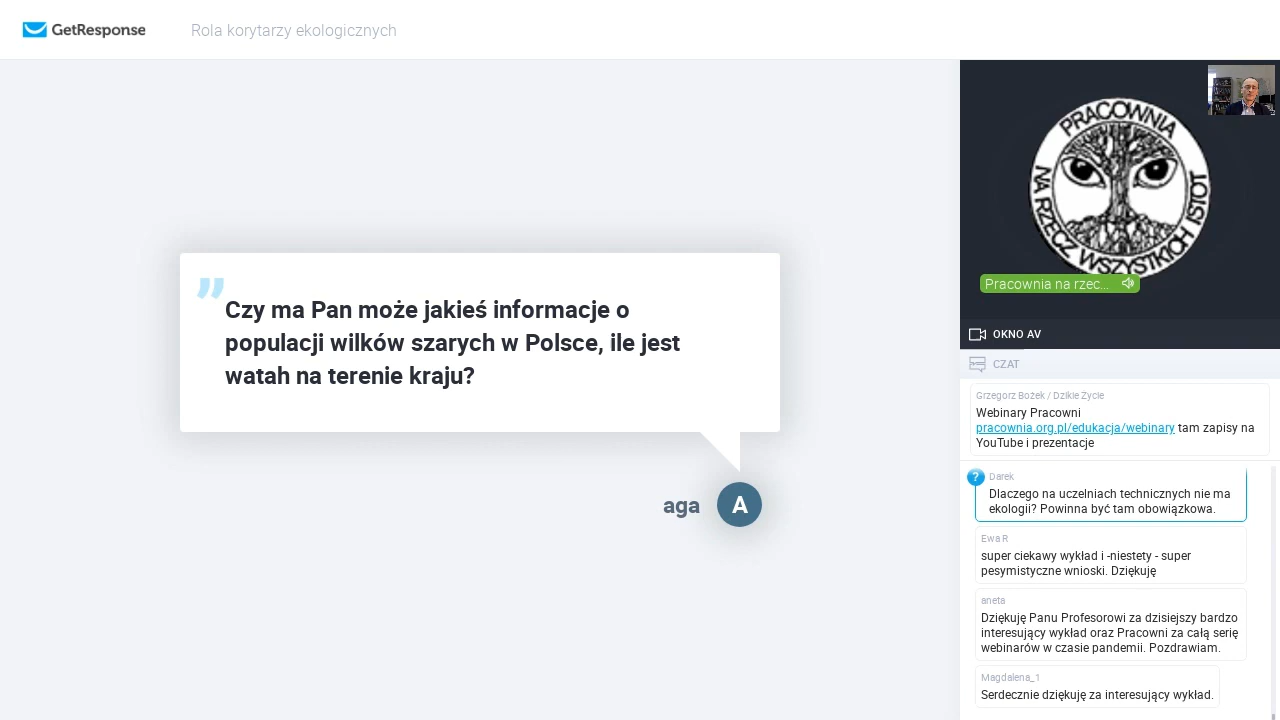 GetResponse
Rola korytarzy ekologicznych
Czy ma Pan może jakieś informacje o
populacji wilków szarych w Polsce, ile jest
watah na terenie kraju?
aga
A
PRACOWNIA
NA RZECZ WSZYSTKICH ISTOT
Pracownia na rzec...
OKNO AV
CZAT
Grzegorz Bożek / Dzikie Życie
Webinary Pracowni
pracownia.org.pl/edukacja/webinary tam zapisy na
YouTube i prezentacje
?
Darek
Dlaczego na uczelniach technicznych nie ma
ekologii? Powinna być tam obowiązkowa.
Ewa R
super ciekawy wykład i -niestety - super
pesymistyczne wnioski. Dziękuję
aneta
Dziękuję Panu Profesorowi za dzisiejszy bardzo
interesujący wykład oraz Pracowni za całą serię
webinarów w czasie pandemii. Pozdrawiam.
Magdalena_1
Serdecznie dziękuję za interesujący wykład.